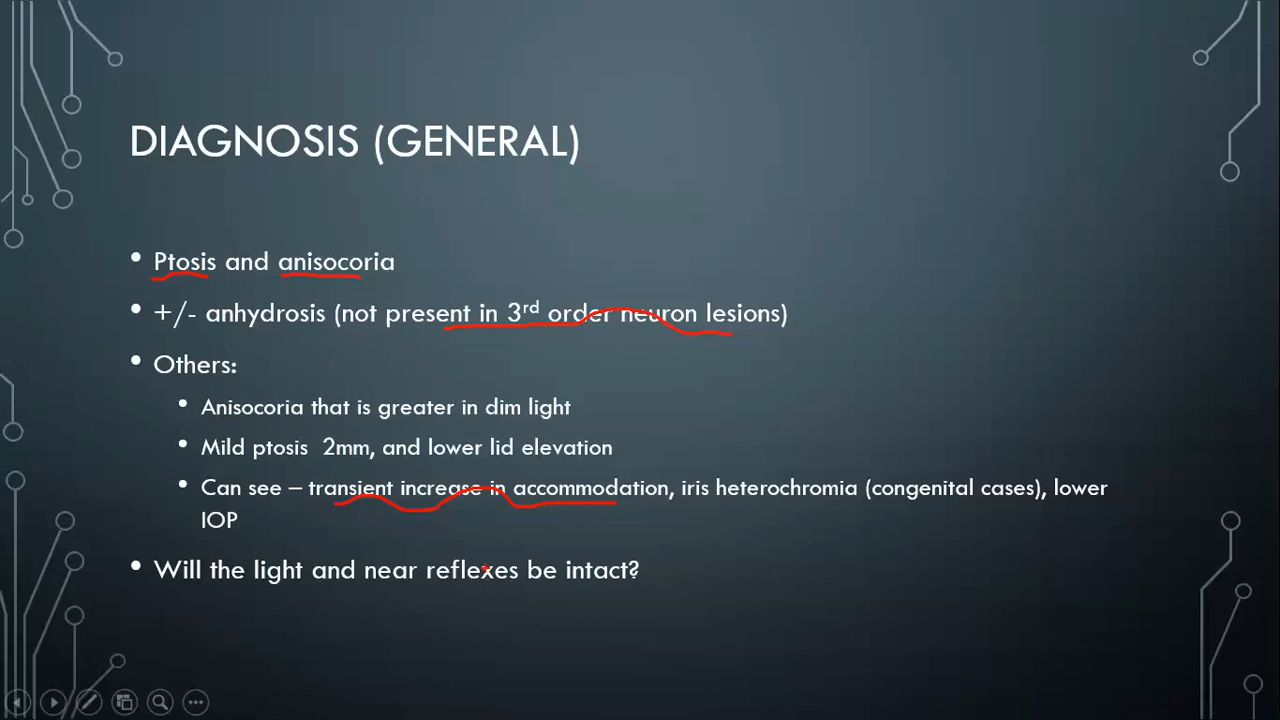 DIAGNOSIS (GENERAL)
• Ptosis and anisocoria
• +/- anhydrosis (not present in 3rd order neuron lesions)
• Others:
• Anisocoria that is greater in dim light
• Mild ptosis 2mm, and lower lid elevation
• Can see – transient increase in accommodation, iris heterochromia (congenital cases), lower
IOP
• Will the light and near reflexes be intact?